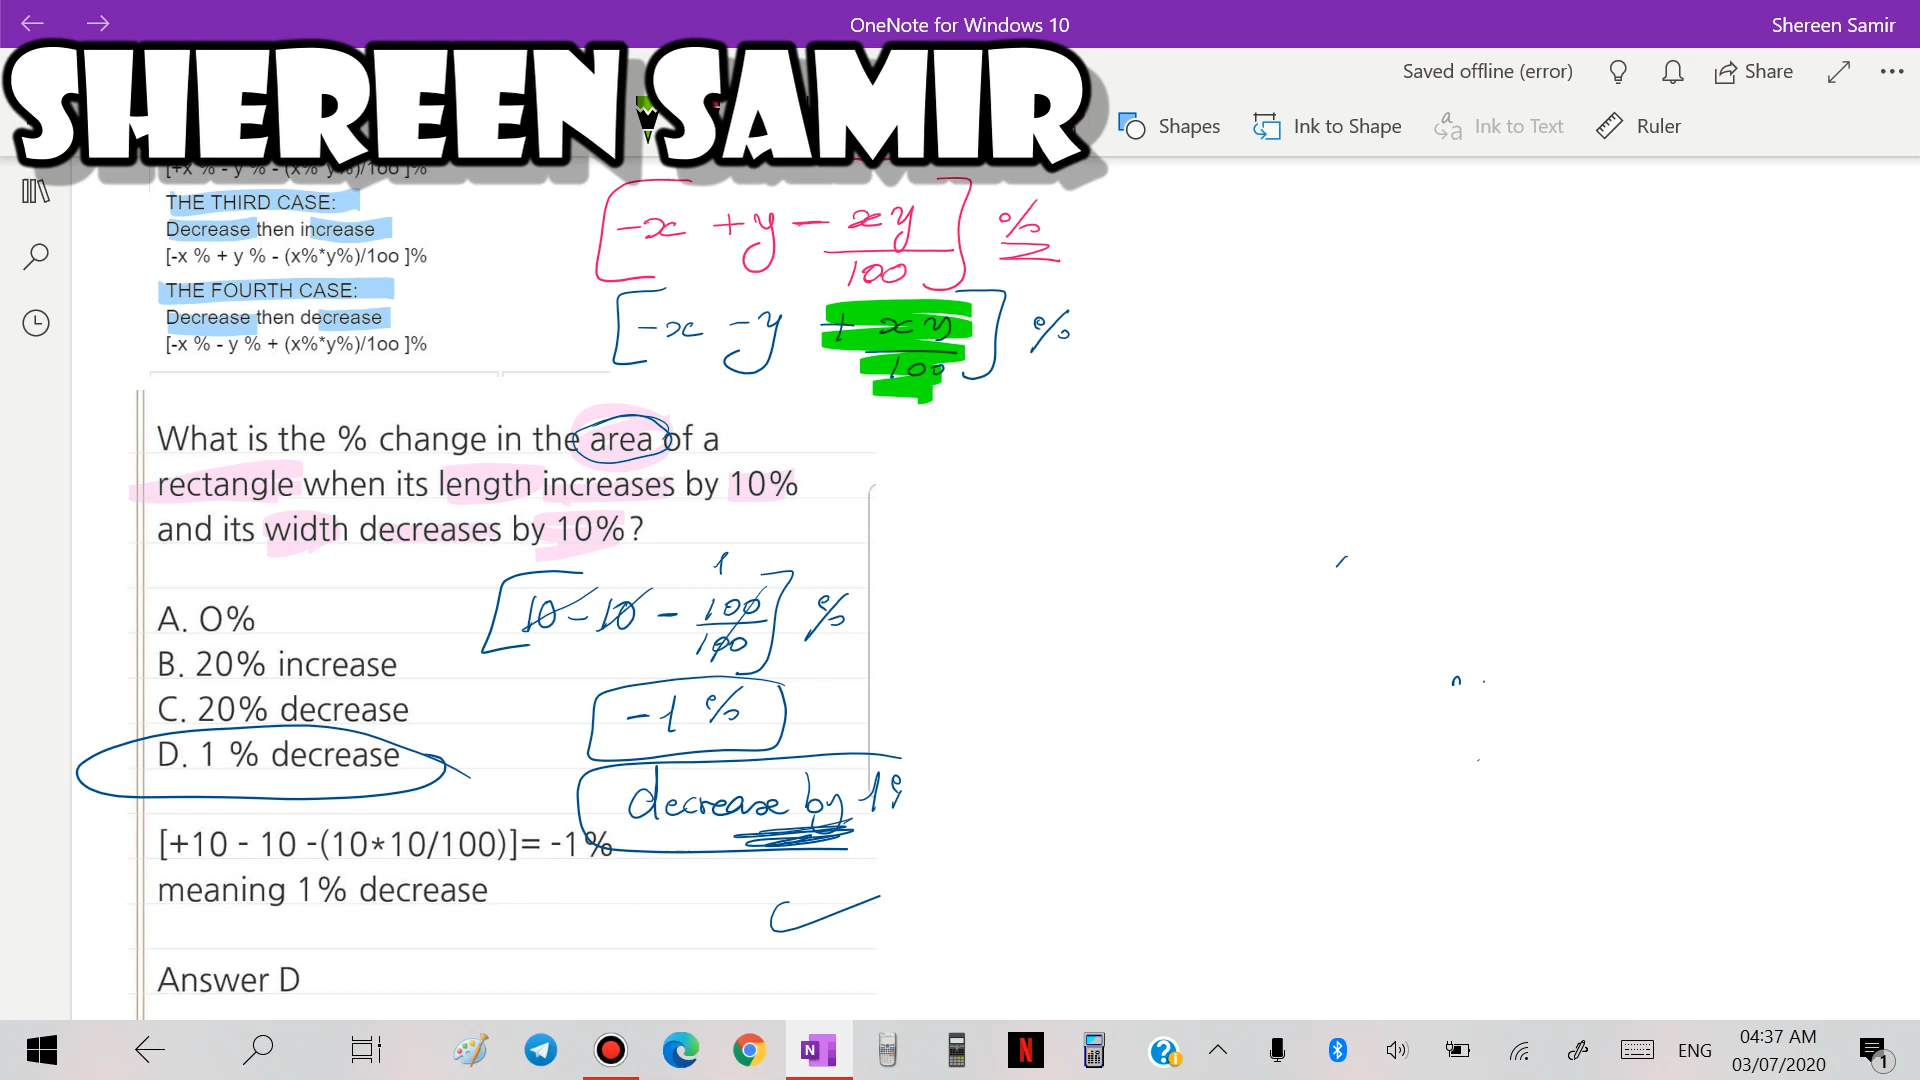 OneNote for Windows 10
Shereen Samir
SHEREEN SAMIR
Saved offline (error)
Share
Shapes
Ink to Shape
Ink to Text
Ruler
[+x % - y % - (x%*y%)/1oo ]%
THE THIRD CASE:
Decrease then increase
[-x % + y % - (x%*y%)/1oo ]%
THE FOURTH CASE:
Decrease then decrease
[-x % - y % + (x%*y%)/1oo ]%
[-x +y - xy/100] %
[-x -y + xy/100] %
What is the % change in the area of a
rectangle when its length increases by 10%
and its width decreases by 10%?
A. O%
B. 20% increase
C. 20% decrease
D. 1 % decrease
1
[10 - 10 - 100/100] %
-1 %
decrease by 1%
[+10 - 10 -(10*10/100)]= -1%
meaning 1% decrease
Answer D
N
N
ENG
04:37 AM
03/07/2020
1